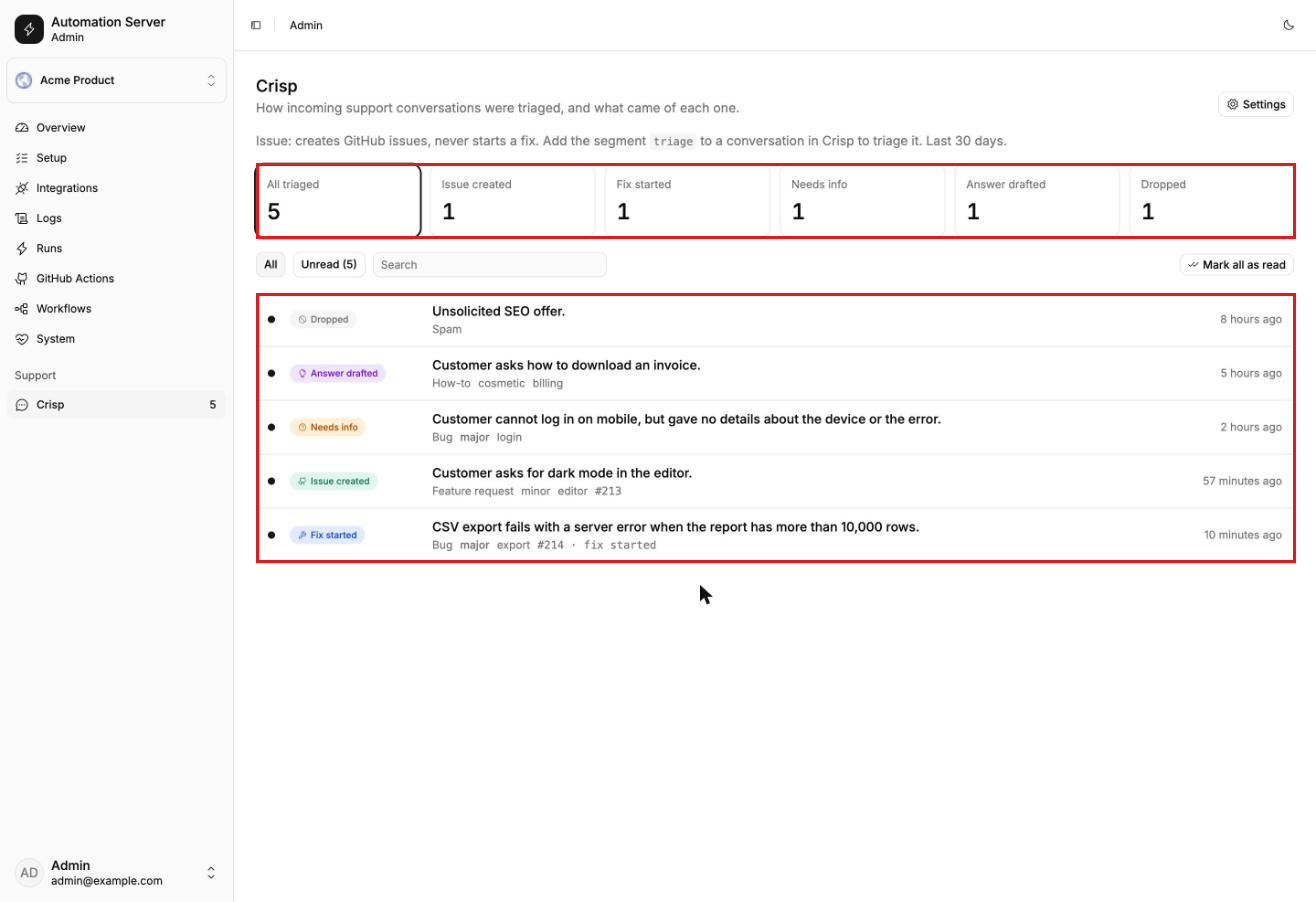 Automation Server
Admin
Acme Product
Overview
Setup
Integrations
Logs
Runs
GitHub Actions
Workflows
System
Support
Crisp 5
AD
Admin
admin@example.com
Admin
Crisp
How incoming support conversations were triaged, and what came of each one.
Settings
Issue: creates GitHub issues, never starts a fix. Add the segment triage to a conversation in Crisp to triage it. Last 30 days.
All triaged
5
Issue created
1
Fix started
1
Needs info
1
Answer drafted
1
Dropped
1
All
Unread (5)
Search
Mark all as read
Dropped
Unsolicited SEO offer.
Spam
8 hours ago
Answer drafted
Customer asks how to download an invoice.
How-to cosmetic billing
5 hours ago
Needs info
Customer cannot log in on mobile, but gave no details about the device or the error.
Bug major login
2 hours ago
Issue created
Customer asks for dark mode in the editor.
Feature request minor editor #213
57 minutes ago
Fix started
CSV export fails with a server error when the report has more than 10,000 rows.
Bug major export #214 · fix started
10 minutes ago